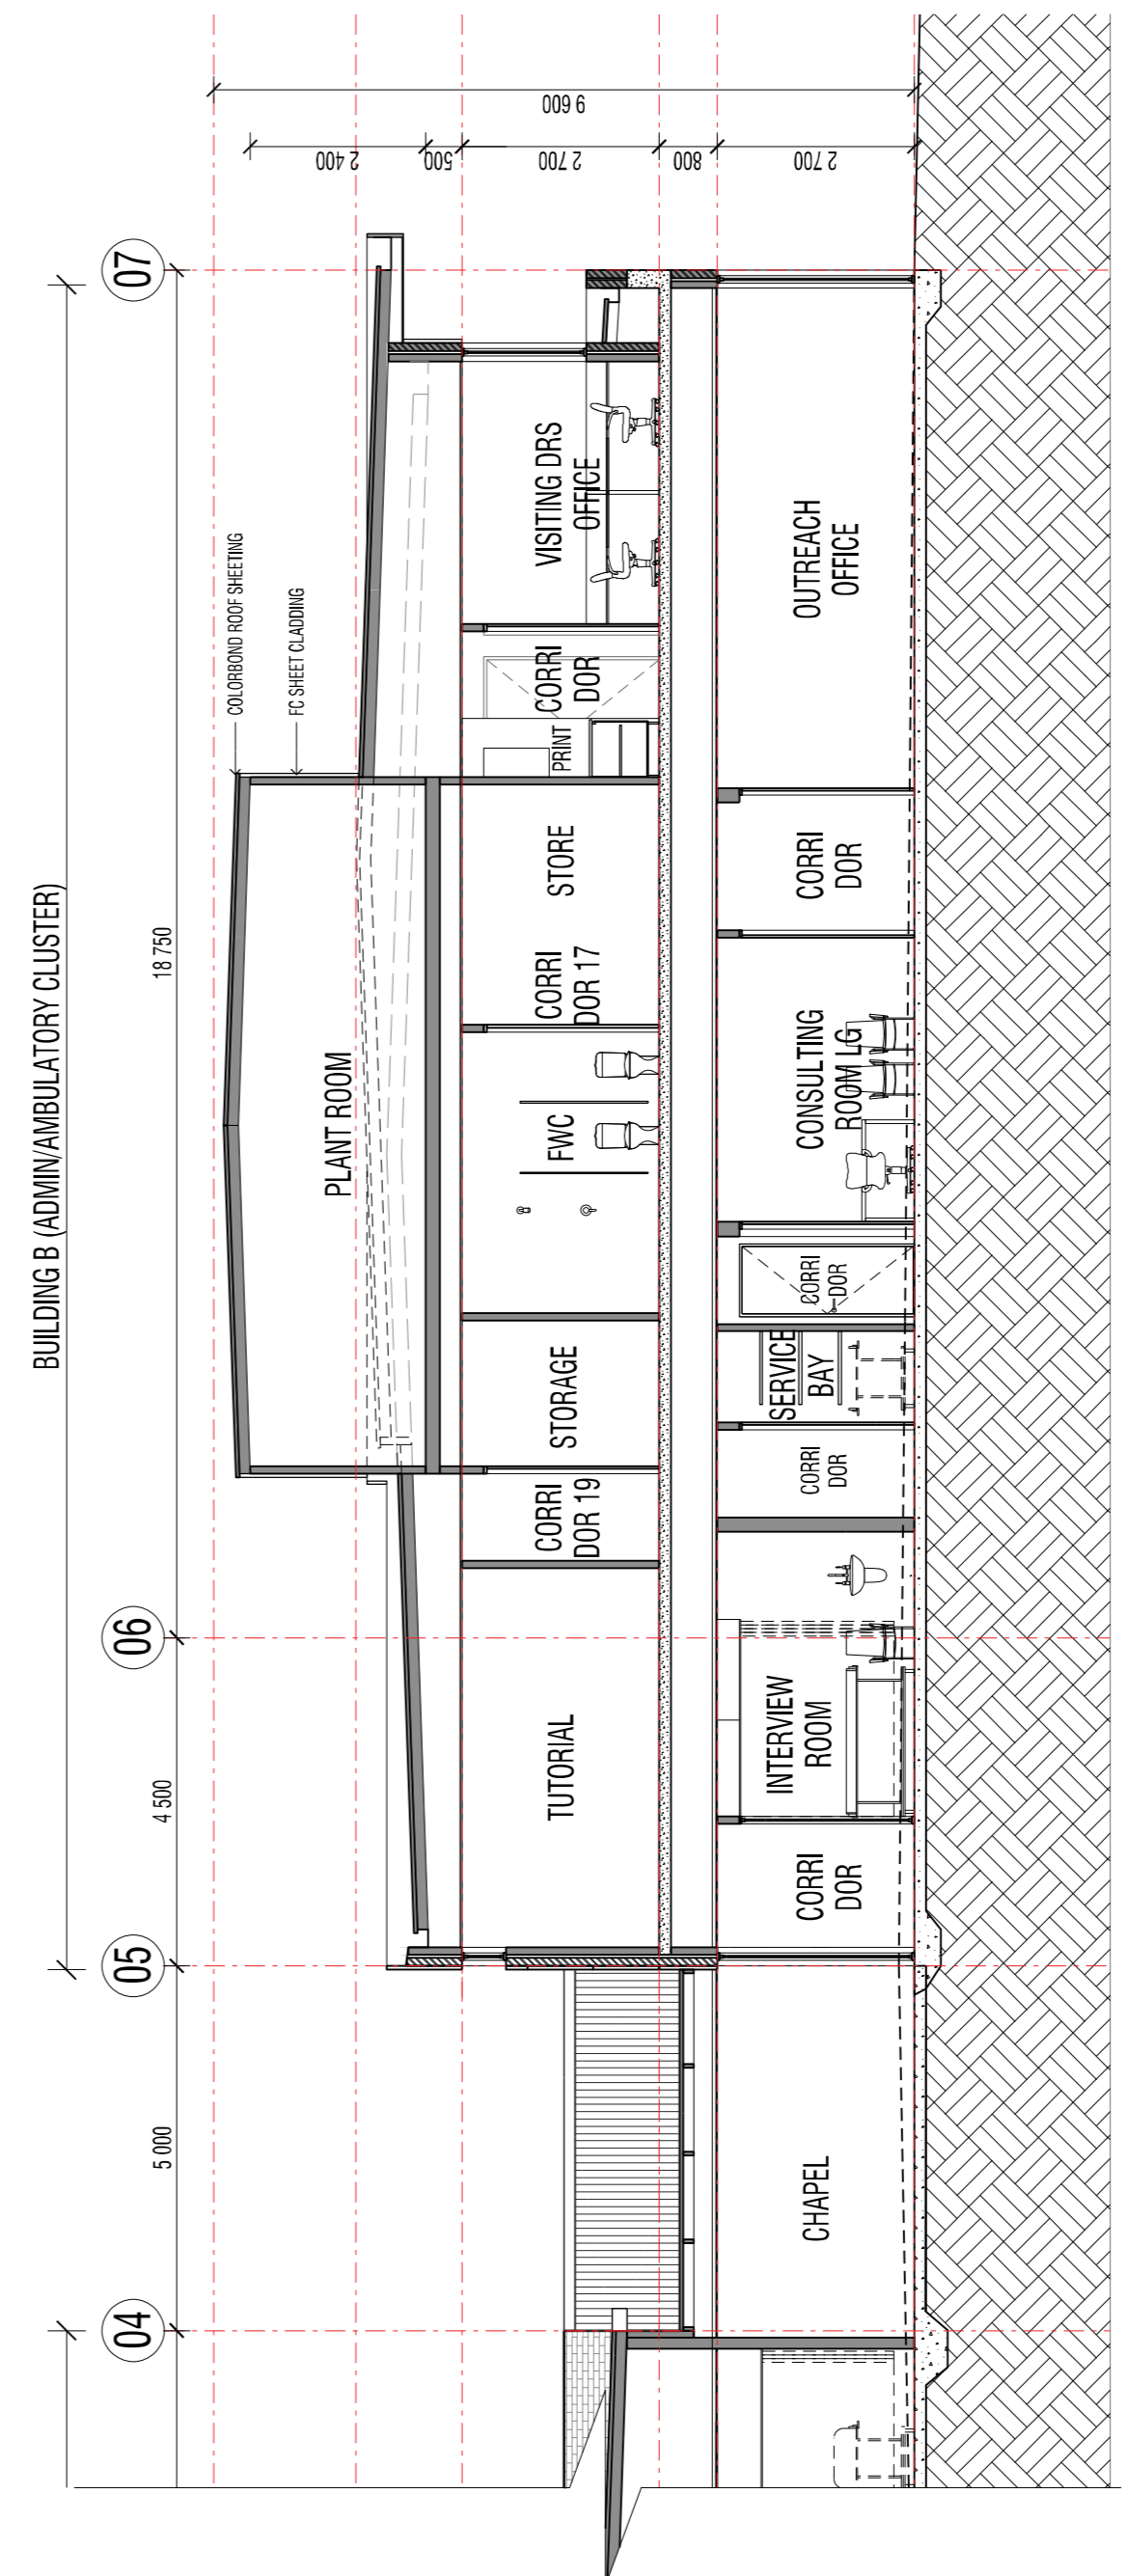 BUILDING B (ADMIN/AMBULATORY CLUSTER)
04
05
06
07
5 000
4 500
18 750
COLORBOND ROOF SHEETING
FC SHEET CLADDING
9 600
2 400
500
2 700
800
2 700
PLANT ROOM
TUTORIAL
CORRI
DOR 19
STORAGE
FWC
CORRI
DOR 17
STORE
PRINT
CORRI
DOR
VISITING DRS
OFFICE
CHAPEL
CORRI
DOR
INTERVIEW
ROOM
CORRI
DOR
SERVICE
BAY
CORRI
DOR
CONSULTING
ROOM LG
CORRI
DOR
OUTREACH
OFFICE